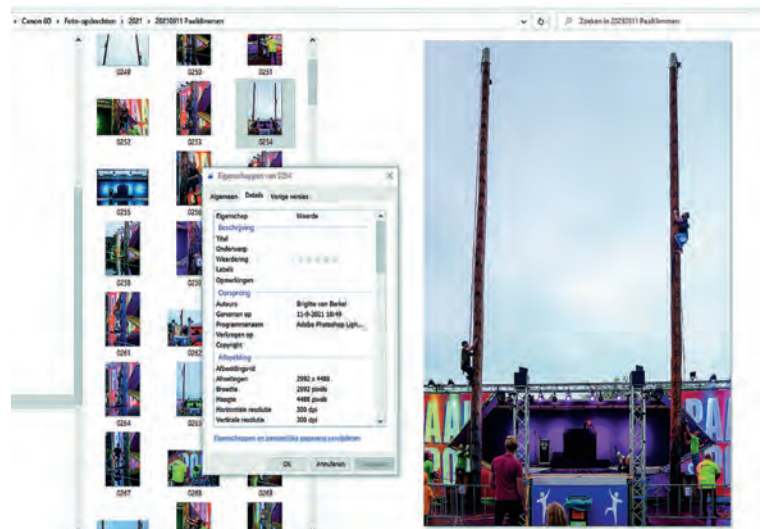 Canon 6D › Foto-opdrachten › 2021 › 20210911 Paalklimmen
Zoeken in 20210911 Paalklimmen
0249 0250 0251
0252 0253 0254
0255 0256
0258 0259
0261 0262
0264 0265
0267 0268 0269
Eigenschappen van 0254
Algemeen Details Vorige versies
Eigenschap Waarde
Beschrijving
Titel
Onderwerp
Waardering
Labels
Opmerkingen
Oorsprong
Auteurs Brigitte van Berkel
Genomen op 11-9-2021 16:49
Programmanaam Adobe Photoshop Ligh...
Verkregen op
Copyright
Afbeelding
Afbeeldings-id
Afmetingen 2992 x 4488
Breedte 2992 pixels
Hoogte 4488 pixels
Horizontale resolutie 300 dpi
Verticale resolutie 300 dpi
Eigenschappen en persoonlijke gegevens verwijderen
OK Annuleren